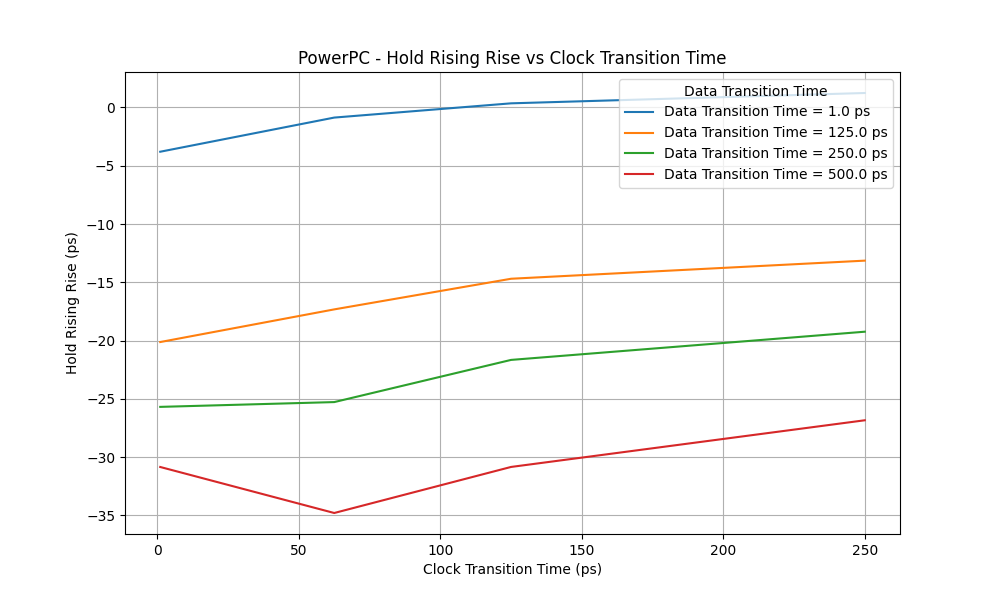 PowerPC - Hold Rising Rise vs Clock Transition Time
Data Transition Time
Data Transition Time = 1.0 ps
Data Transition Time = 125.0 ps
Data Transition Time = 250.0 ps
Data Transition Time = 500.0 ps
Hold Rising Rise (ps)
0
−5
−10
−15
−20
−25
−30
−35
0 50 100 150 200 250
Clock Transition Time (ps)